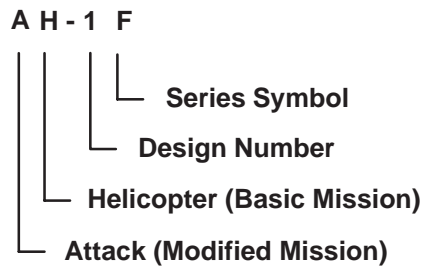 A H - 1 F
Series Symbol
Design Number
Helicopter (Basic Mission)
Attack (Modified Mission)